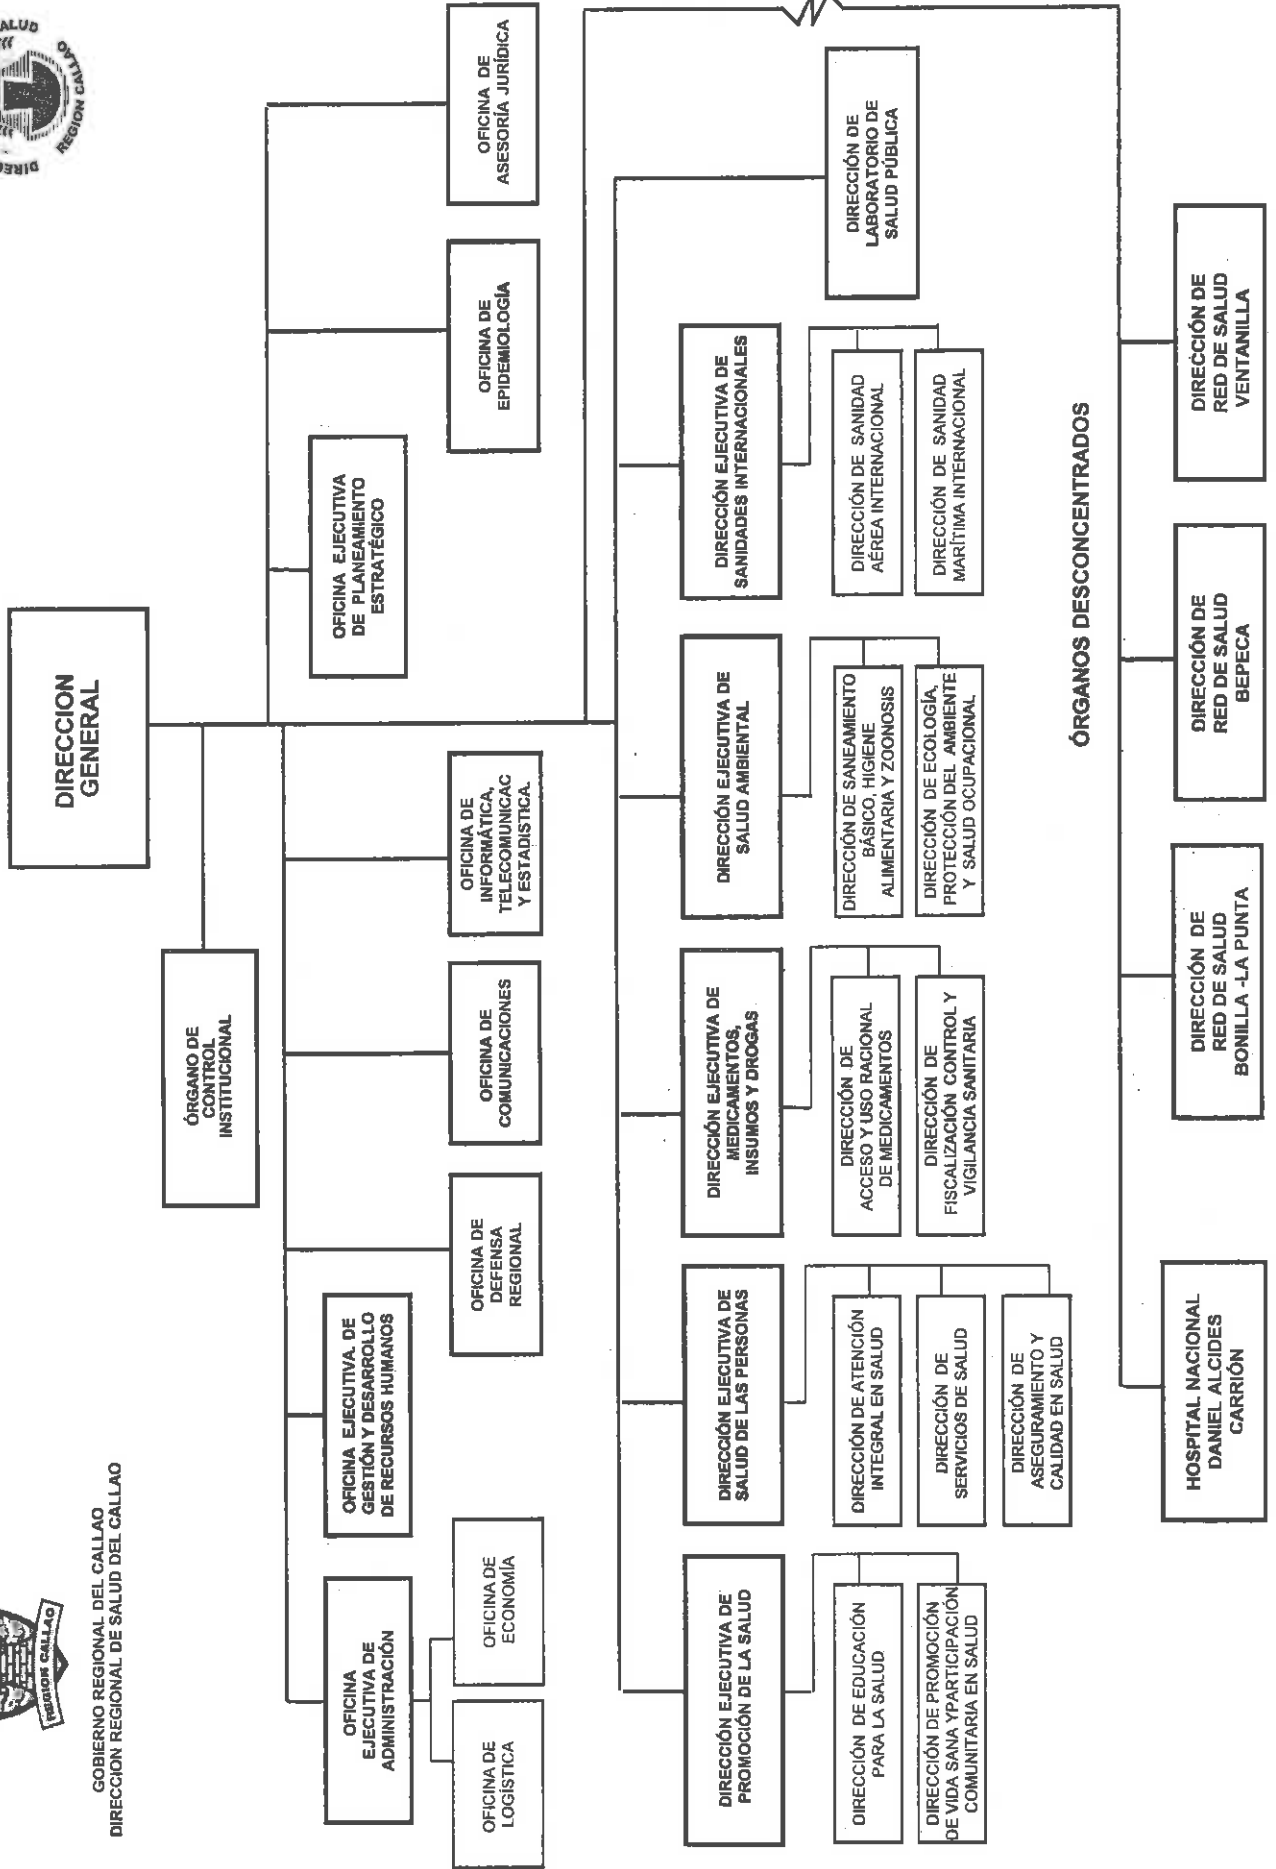 GOBIERNO REGIONAL DEL CALLAO
DIRECCION REGIONAL DE SALUD DEL CALLAO
REGION CALLAO
ALUD
REGION CALLAO
DIREC
DIRECCION
GENERAL
ÓRGANO DE
CONTROL
INSTITUCIONAL
OFICINA
EJECUTIVA DE
ADMINISTRACIÓN
OFICINA EJECUTIVA DE
GESTIÓN Y DESARROLLO
DE RECURSOS HUMANOS
OFICINA EJECUTIVA
DE PLANEAMIENTO
ESTRATÉGICO
OFICINA DE
LOGÍSTICA
OFICINA DE
ECONOMÍA
OFICINA DE
DEFENSA
REGIONAL
OFICINA DE
COMUNICACIONES
OFICINA DE
INFORMÁTICA,
TELECOMUNICAC
Y ESTADÍSTICA.
OFICINA DE
EPIDEMIOLOGÍA
OFICINA DE
ASESORÍA JURÍDICA
DIRECCIÓN EJECUTIVA DE
PROMOCIÓN DE LA SALUD
DIRECCIÓN DE EDUCACIÓN
PARA LA SALUD
DIRECCIÓN DE PROMOCIÓN
DE VIDA SANA YPARTICIPACIÓN
COMUNITARIA EN SALUD
DIRECCIÓN EJECUTIVA DE
SALUD DE LAS PERSONAS
DIRECCIÓN DE ATENCIÓN
INTEGRAL EN SALUD
DIRECCIÓN DE
SERVICIOS DE SALUD
DIRECCIÓN DE
ASEGURAMIENTO Y
CALIDAD EN SALUD
DIRECCIÓN EJECUTIVA DE
MEDICAMENTOS,
INSUMOS Y DROGAS
DIRECCIÓN DE
ACCESO Y USO RACIONAL
DE MEDICAMENTOS
DIRECCIÓN DE
FISCALIZACIÓN CONTROL Y
VIGILANCIA SANITARIA
DIRECCIÓN EJECUTIVA DE
SALUD AMBIENTAL
DIRECCIÓN DE SANEAMIENTO
BÁSICO, HIGIENE
ALIMENTARIA Y ZOONOSIS
DIRECCIÓN DE ECOLOGÍA,
PROTECCIÓN DEL AMBIENTE
Y SALUD OCUPACIONAL
DIRECCIÓN EJECUTIVA DE
SANIDADES INTERNACIONALES
DIRECCIÓN DE SANIDAD
AÉREA INTERNACIONAL
DIRECCIÓN DE SANIDAD
MARÍTIMA INTERNACIONAL
DIRECCIÓN DE
LABORATORIO DE
SALUD PÚBLICA
ÓRGANOS DESCONCENTRADOS
HOSPITAL NACIONAL
DANIEL ALCIDES
CARRIÓN
DIRECCIÓN DE
RED DE SALUD
BONILLA -LA PUNTA
DIRECCIÓN DE
RED DE SALUD
BEPECA
DIRECCIÓN DE
RED DE SALUD
VENTANILLA